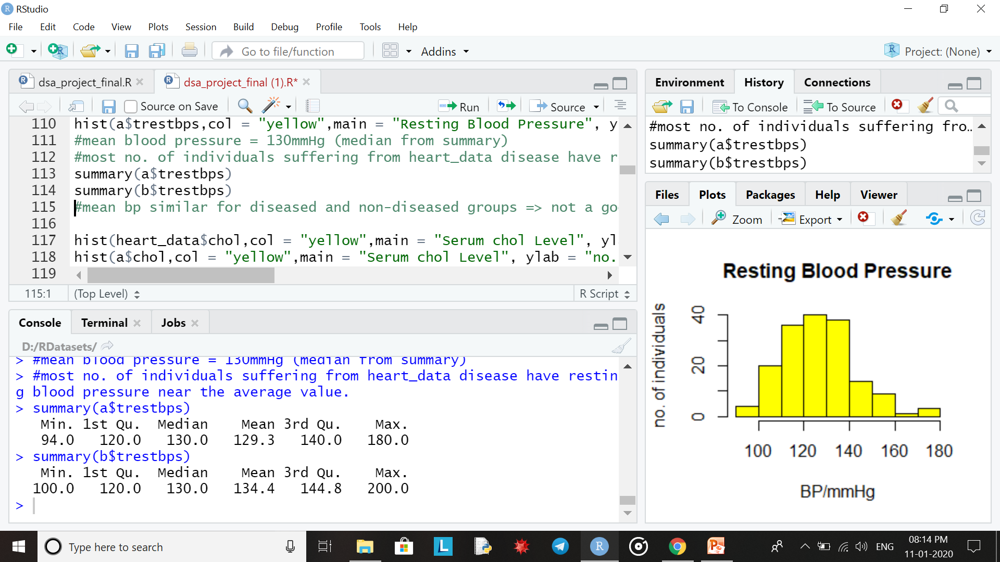 RStudio
File Edit Code View Plots Session Build Debug Profile Tools Help
Go to file/function Addins Project: (None)
dsa_project_final.R dsa_project_final (1).R*
Source on Save Run Source
110 hist(a$trestbps,col = "yellow",main = "Resting Blood Pressure", y
111 #mean blood pressure = 130mmHg (median from summary)
112 #most no. of individuals suffering from heart_data disease have r
113 summary(a$trestbps)
114 summary(b$trestbps)
115 #mean bp similar for diseased and non-diseased groups => not a go
116
117 hist(heart_data$chol,col = "yellow",main = "Serum chol Level", yl
118 hist(a$chol,col = "yellow",main = "Serum chol Level", ylab = "no.
119
115:1 (Top Level) R Script
Console Terminal Jobs
D:/RDatasets/
> #mean blood pressure = 130mmHg (median from summary)
> #most no. of individuals suffering from heart_data disease have restin
g blood pressure near the average value.
> summary(a$trestbps)
Min. 1st Qu. Median Mean 3rd Qu. Max.
94.0 120.0 130.0 129.3 140.0 180.0
> summary(b$trestbps)
Min. 1st Qu. Median Mean 3rd Qu. Max.
100.0 120.0 130.0 134.4 144.8 200.0
>
Environment History Connections
To Console To Source
#most no. of individuals suffering fro..
summary(a$trestbps)
summary(b$trestbps)
Files Plots Packages Help Viewer
Zoom Export
Resting Blood Pressure
no. of individuals
0 20 40
100 120 140 160 180
BP/mmHg
Type here to search
ENG
08:14 PM
11-01-2020